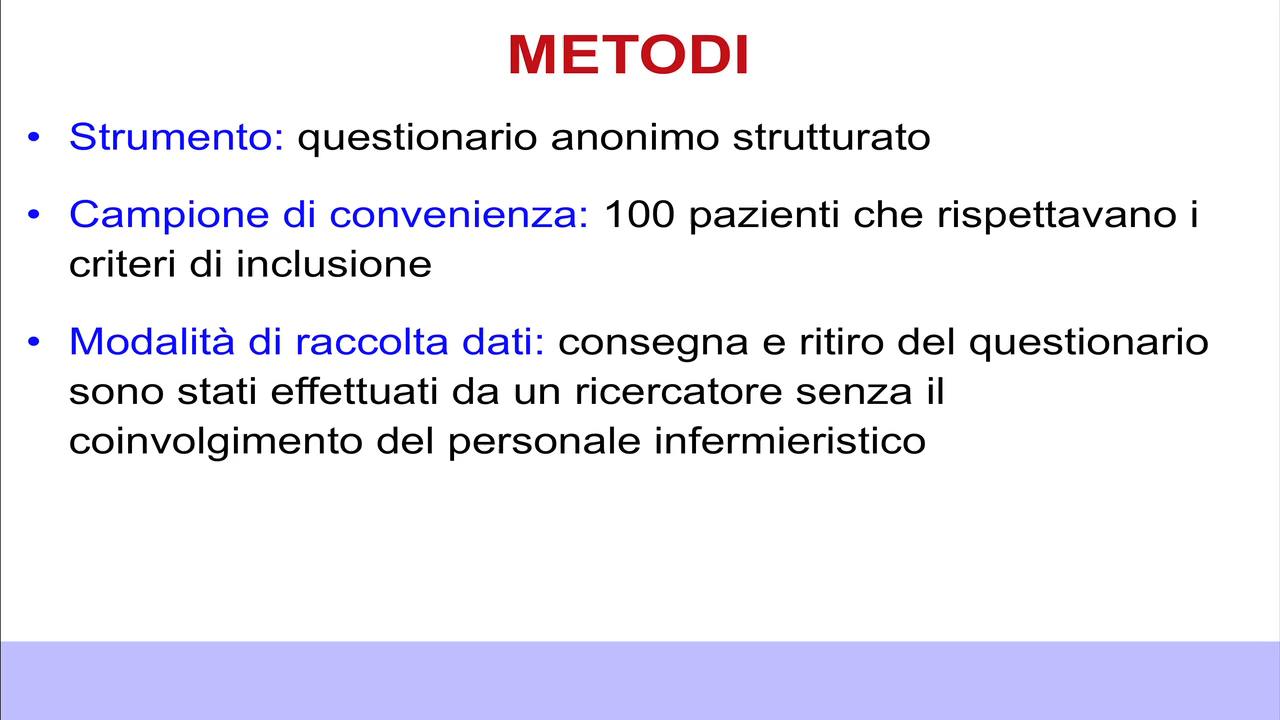 METODI
• Strumento: questionario anonimo strutturato
• Campione di convenienza: 100 pazienti che rispettavano i
criteri di inclusione
• Modalità di raccolta dati: consegna e ritiro del questionario
sono stati effettuati da un ricercatore senza il
coinvolgimento del personale infermieristico